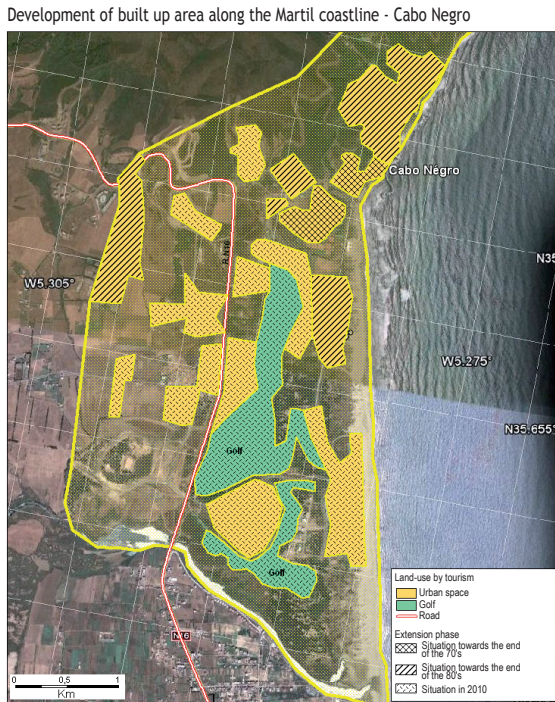 Development of built up area along the Martil coastline - Cabo Negro
Cabo Négro
R.N16
N35
W5.305°
W5.275°
N35.655°
Golf
Golf
N16
Land-use by tourism
Urban space
Golf
Road
Extension phase
Situation towards the end
of the 70's
Situation towards the end
of the 80's
Situation in 2010
0 0,5 1
Km